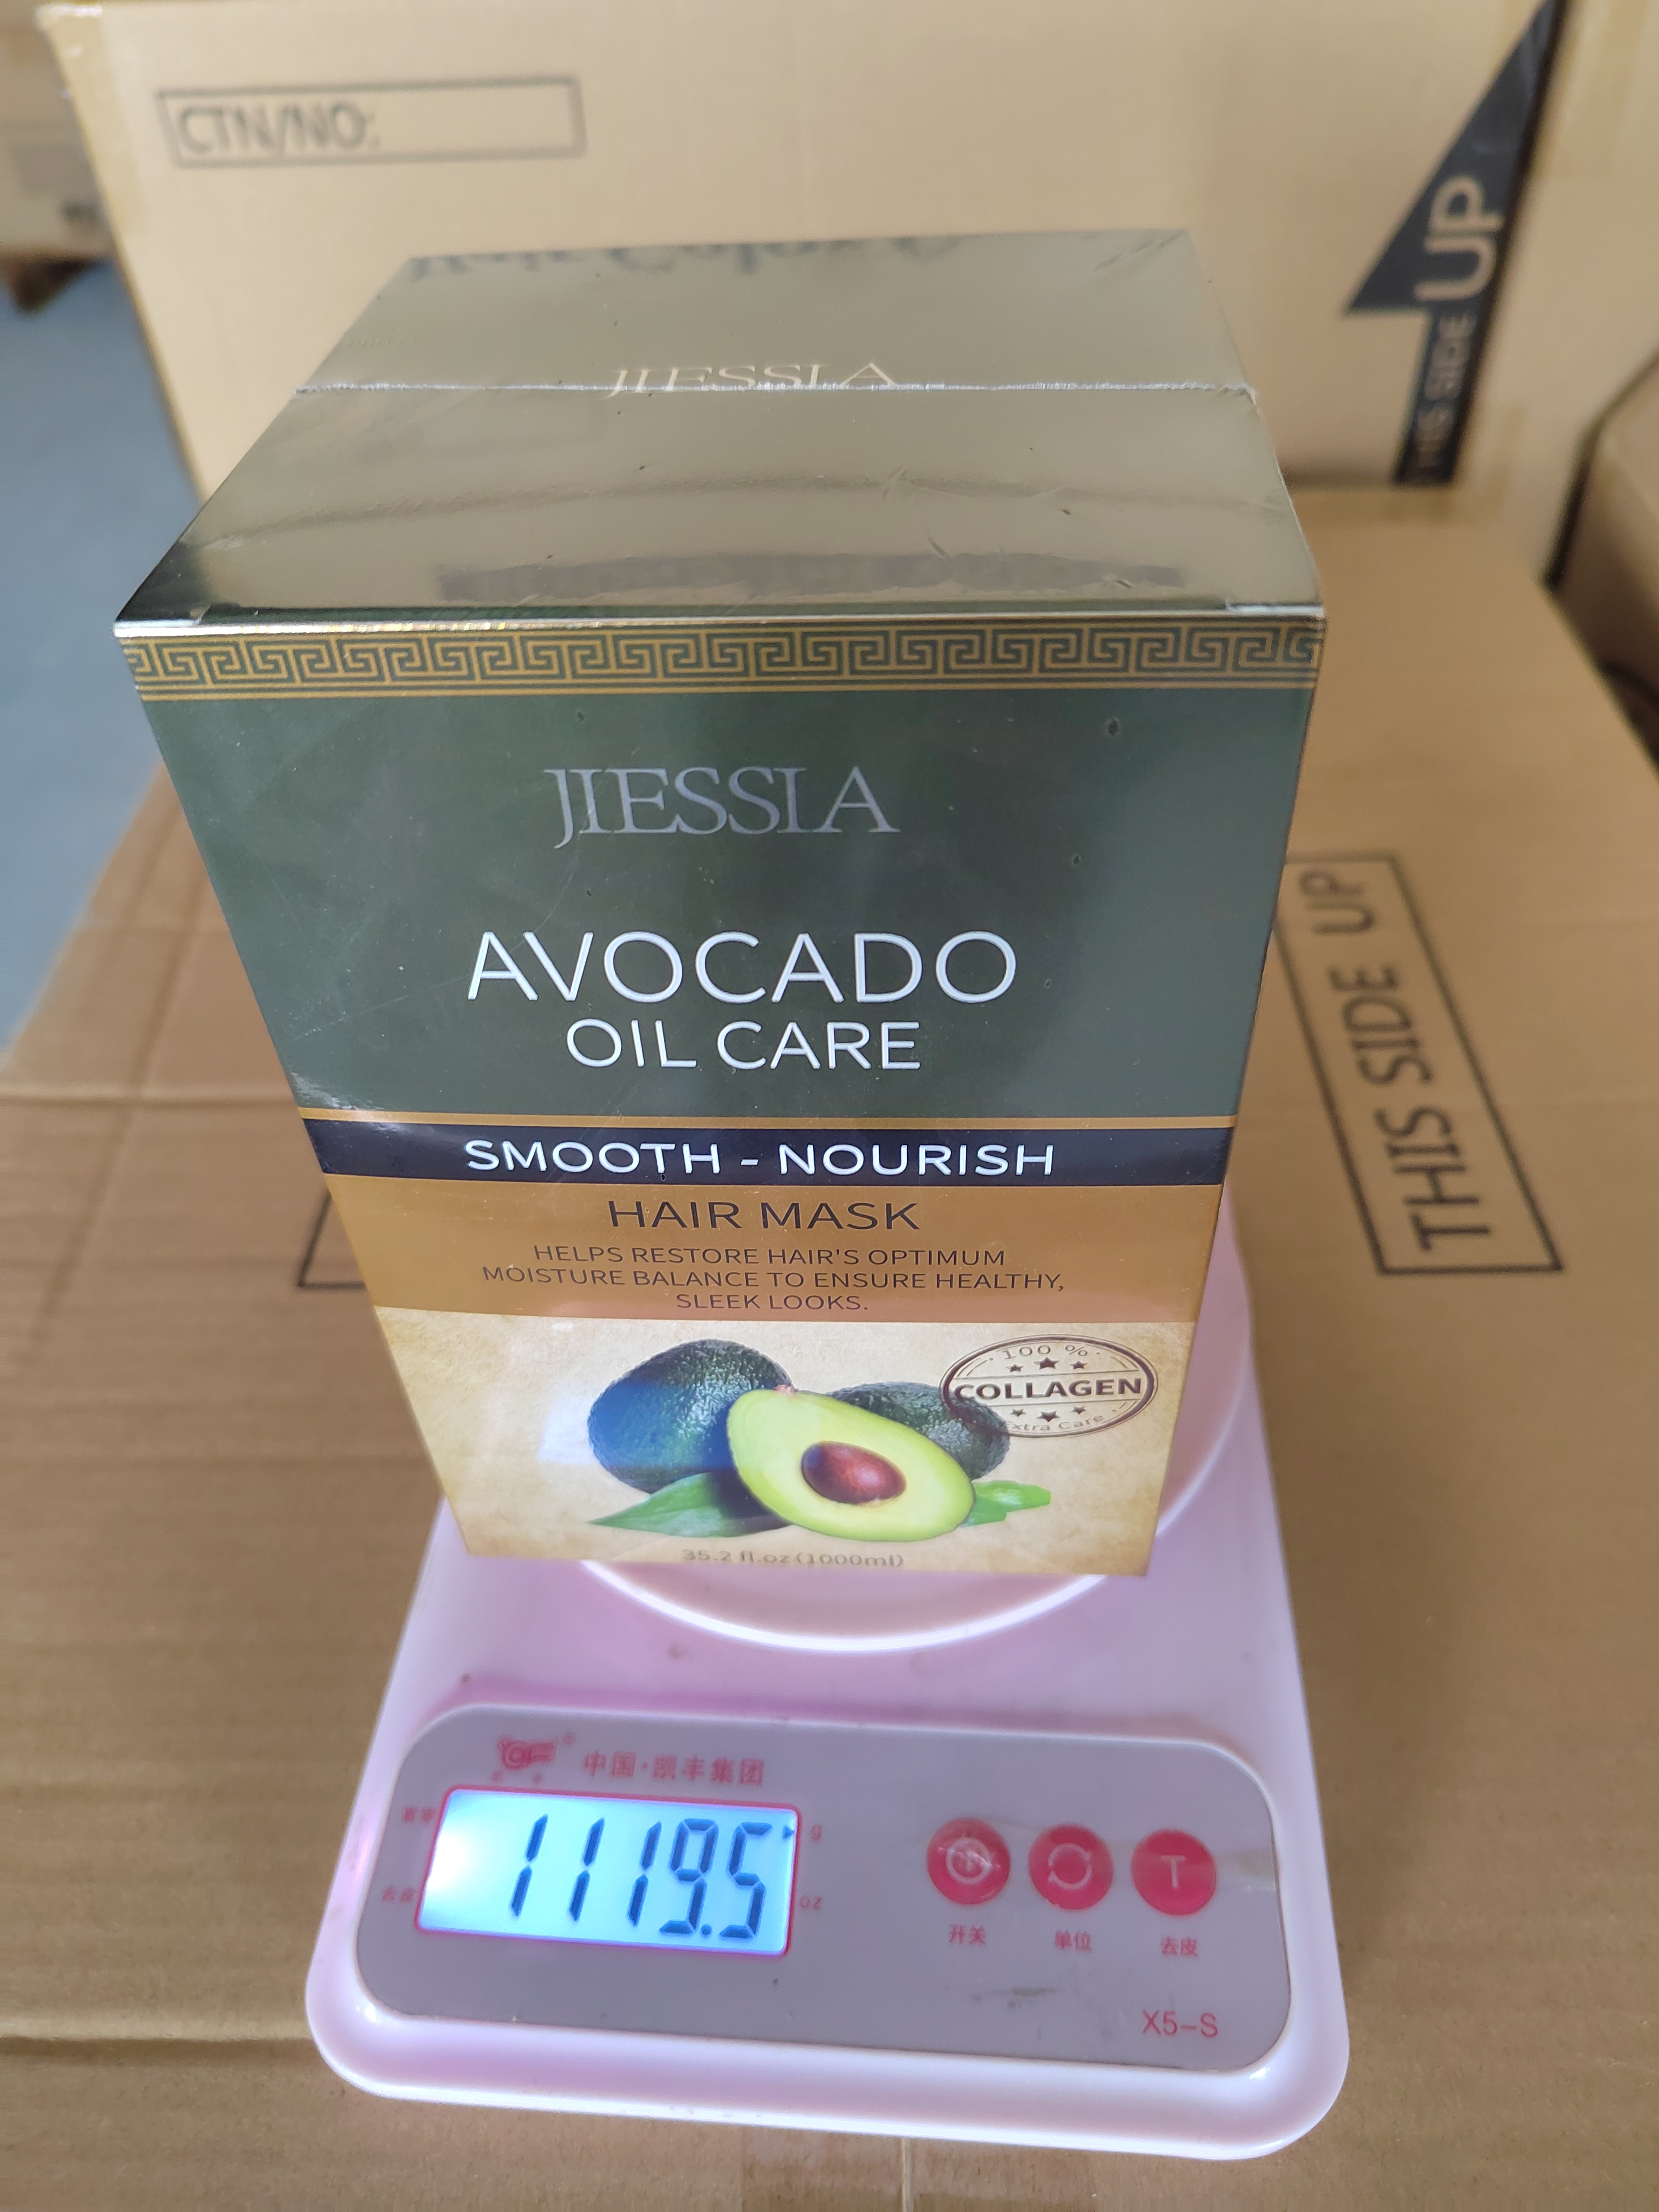 CTN/NO:
THIS SIDE UP
JIESSIA
JIESSIA
AVOCADO
OIL CARE
SMOOTH - NOURISH
HAIR MASK
HELPS RESTORE HAIR'S OPTIMUM
MOISTURE BALANCE TO ENSURE HEALTHY,
SLEEK LOOKS.
100 %
COLLAGEN
Extra Care
35.2 fl.oz(1000ml)
THIS SIDE UP
中国·凯丰集团
1119.5
g
去皮
oz
开关
单位
去皮
T
X5-S